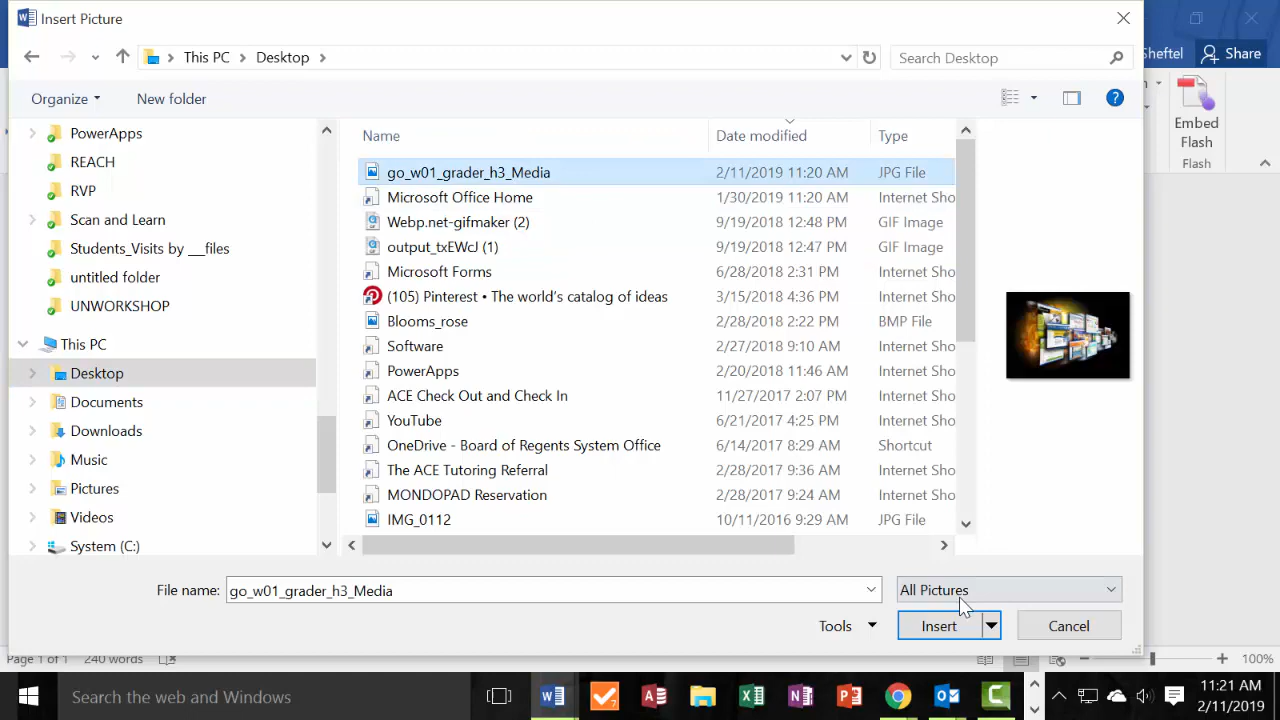 Insert Picture
Sheftel Share
This PC Desktop
Search Desktop
Organize New folder
Embed
Flash
Flash
PowerApps
REACH
RVP
Scan and Learn
Students_Visits by __files
untitled folder
UNWORKSHOP
This PC
Desktop
Documents
Downloads
Music
Pictures
Videos
System (C:)
Name Date modified Type
go_w01_grader_h3_Media 2/11/2019 11:20 AM JPG File
Microsoft Office Home 1/30/2019 11:20 AM Internet Sho
Webp.net-gifmaker (2) 9/19/2018 12:48 PM GIF Image
output_txEWcJ (1) 9/19/2018 12:47 PM GIF Image
Microsoft Forms 6/28/2018 2:31 PM Internet Sho
(105) Pinterest • The world's catalog of ideas 3/15/2018 4:36 PM Internet Sho
Blooms_rose 2/28/2018 2:22 PM BMP File
Software 2/27/2018 9:10 AM Internet Sho
PowerApps 2/20/2018 11:46 AM Internet Sho
ACE Check Out and Check In 11/27/2017 2:07 PM Internet Sho
YouTube 6/21/2017 4:25 PM Internet Sho
OneDrive - Board of Regents System Office 6/14/2017 8:29 AM Shortcut
The ACE Tutoring Referral 2/28/2017 9:36 AM Internet Sho
MONDOPAD Reservation 2/28/2017 9:24 AM Internet Sho
IMG_0112 10/11/2016 9:29 AM JPG File
File name: go_w01_grader_h3_Media All Pictures
Tools Insert Cancel
Page 1 of 1 240 words 100%
Search the web and Windows
11:21 AM
2/11/2019